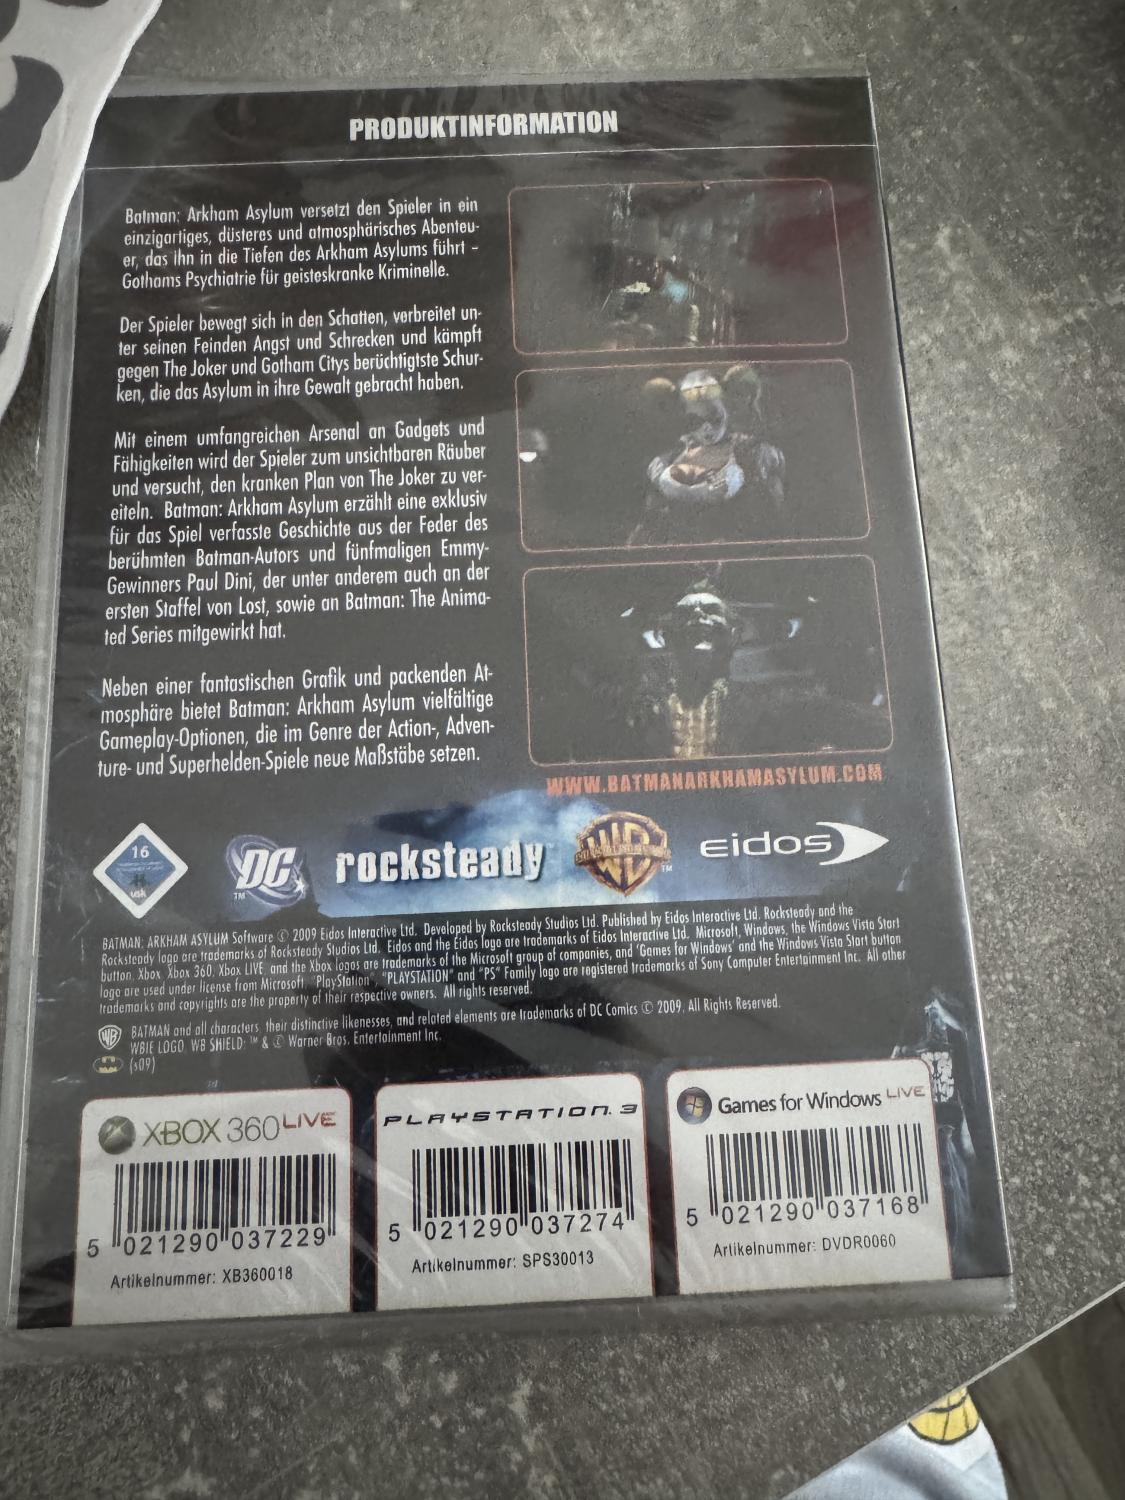 PRODUKTINFORMATION
Batman: Arkham Asylum versetzt den Spieler in ein
einzigartiges, düsteres und atmosphärisches Abenteu-
er, das ihn in die Tiefen des Arkham Asylums führt –
Gothams Psychiatrie für geisteskranke Kriminelle.
Der Spieler bewegt sich in den Schatten, verbreitet un-
ter seinen Feinden Angst und Schrecken und kämpft
gegen The Joker und Gotham Citys berüchtigtste Schur-
ken, die das Asylum in ihre Gewalt gebracht haben.
Mit einem umfangreichen Arsenal an Gadgets und
Fähigkeiten wird der Spieler zum unsichtbaren Räuber
und versucht, den kranken Plan von The Joker zu ver-
eiteln. Batman: Arkham Asylum erzählt eine exklusiv
für das Spiel verfasste Geschichte aus der Feder des
berühmten Batman-Autors und fünfmaligen Emmy-
Gewinners Paul Dini, der unter anderem auch an der
ersten Staffel von Lost, sowie an Batman: The Anima-
ted Series mitgewirkt hat.
Neben einer fantastischen Grafik und packenden At-
mosphäre bietet Batman: Arkham Asylum vielfältige
Gameplay-Optionen, die im Genre der Action-, Adven-
ture- und Superhelden-Spiele neue Maßstäbe setzen.
WWW.BATMANARKHAMASYLUM.COM
16
usk
DC
TM
rocksteady
WB
TM
eidos
BATMAN: ARKHAM ASYLUM Software © 2009 Eidos Interactive Ltd. Developed by Rocksteady Studios Ltd. Published by Eidos Interactive Ltd. Rocksteady and the
Rocksteady logo are trademarks of Rocksteady Studios Ltd. Eidos and the Eidos logo are trademarks of Eidos Interactive Ltd. Microsoft, Windows, the Windows Vista Start
button, Xbox, Xbox 360, Xbox LIVE, and the Xbox logos are trademarks of the Microsoft group of companies, and 'Games for Windows' and the Windows Vista Start button
logo are used under license from Microsoft. "PlayStation", "PLAYSTATION" and "PS" Family logo are registered trademarks of Sony Computer Entertainment Inc. All other
trademarks and copyrights are the property of their respective owners. All rights reserved.
BATMAN and all characters, their distinctive likenesses, and related elements are trademarks of DC Comics © 2009. All Rights Reserved.
WB
WBIE LOGO, WB SHIELD: ™ & © Warner Bros. Entertainment Inc.
(s09)
XBOX 360 LIVE
5 021290 037229
Artikelnummer: XB360018
PLAYSTATION 3
5 021290 037274
Artikelnummer: SPS30013
Games for Windows LIVE
5 021290 037168
Artikelnummer: DVDR0060